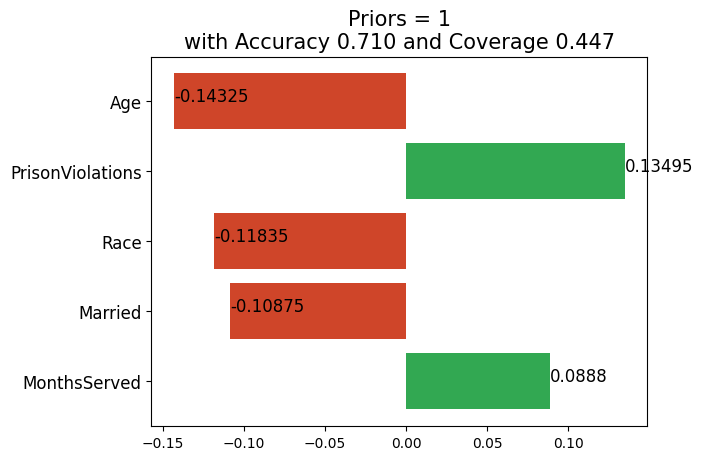 Priors = 1
with Accuracy 0.710 and Coverage 0.447
Age
-0.14325
PrisonViolations
0.13495
Race
-0.11835
Married
-0.10875
MonthsServed
0.0888
−0.15 −0.10 −0.05 0.00 0.05 0.10